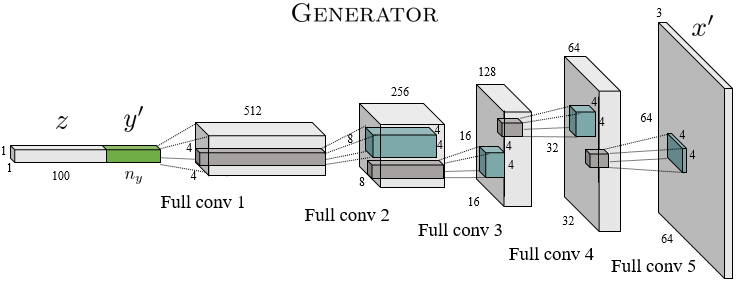 GENERATOR
z
y′
x′
1
1
100
n_y
512
4
4
Full conv 1
256
8
8
4
4
Full conv 2
128
16
16
4
4
Full conv 3
64
32
32
4
4
Full conv 4
3
64
64
4
4
Full conv 5